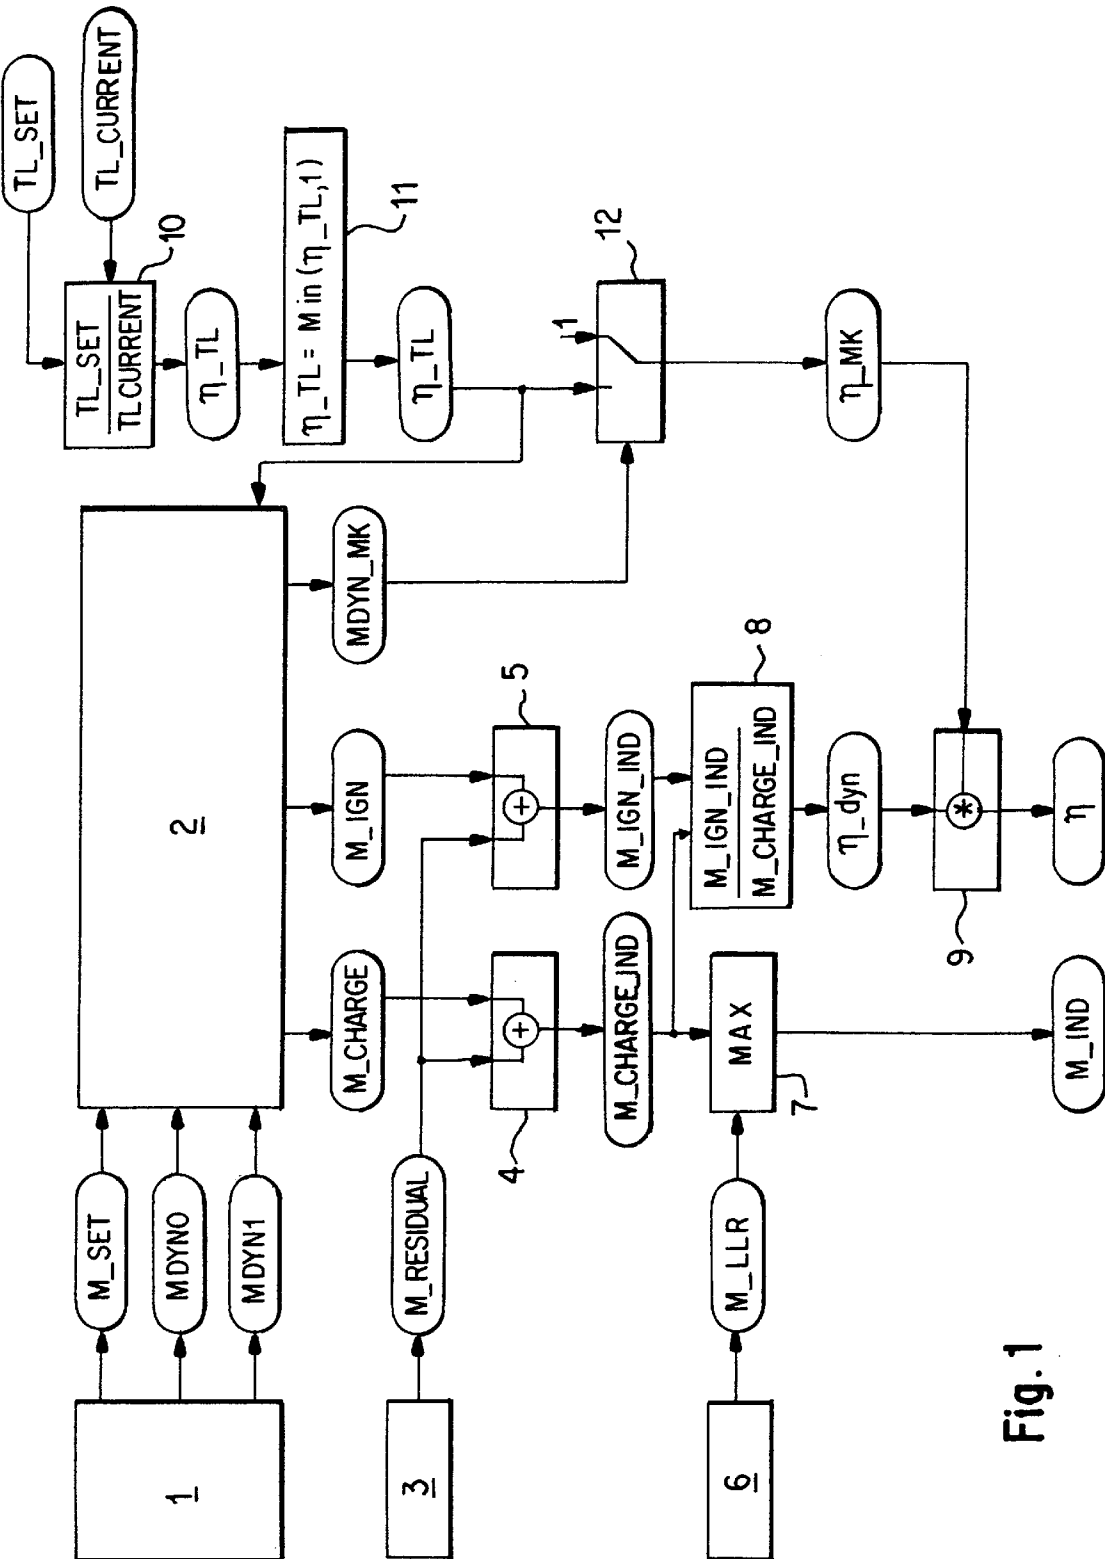 TL_SET
TL_CURRENT
TL_SET
TLCURRENT
10
η_TL
η_TL = Min (η_TL,1)
11
η_TL
1
12
η_MK
2
MDYN_MK
M_IGN
M_CHARGE
5
+
M_IGN_IND
4
+
M_CHARGE_IND
M_IGN_IND
M_CHARGE_IND
8
η_dyn
*
9
η
MAX
7
M_IND
M_SET
MDYN0
MDYN1
M_RESIDUAL
M_LLR
1
3
6
Fig.1